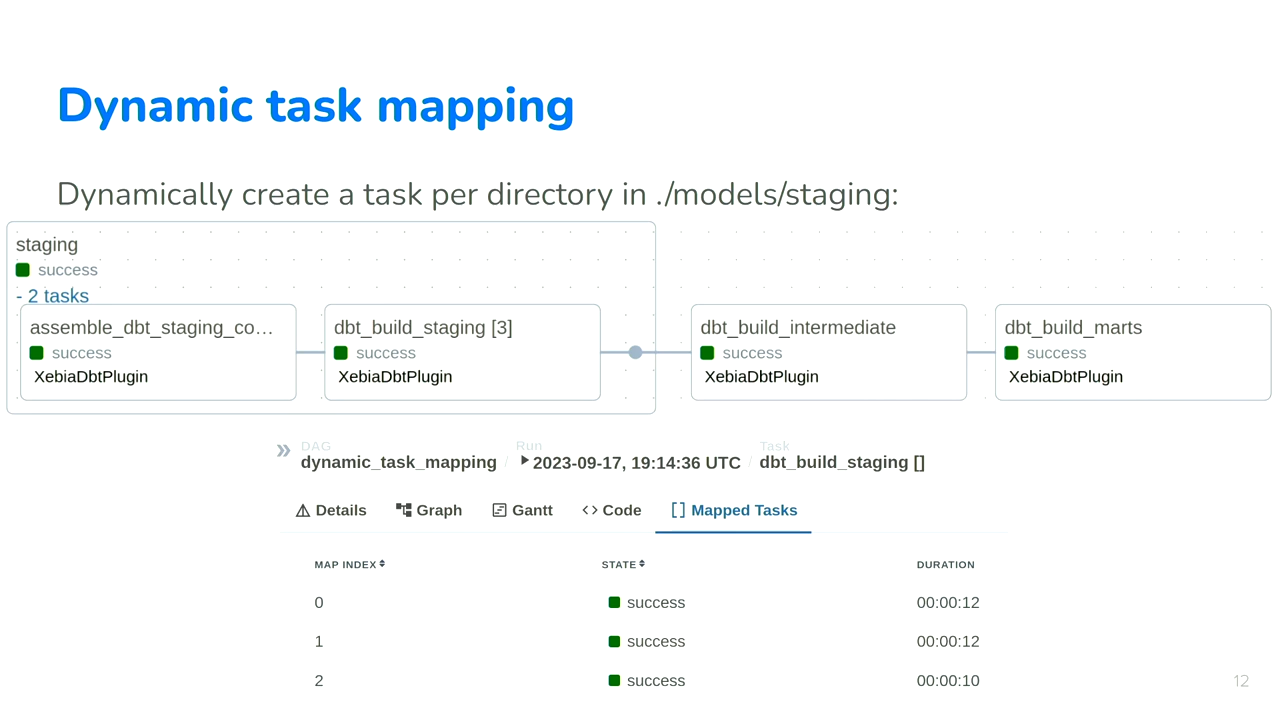 Dynamic task mapping
Dynamically create a task per directory in ./models/staging:
staging
success
- 2 tasks
assemble_dbt_staging_co…
success
XebiaDbtPlugin
dbt_build_staging [3]
success
XebiaDbtPlugin
dbt_build_intermediate
success
XebiaDbtPlugin
dbt_build_marts
success
XebiaDbtPlugin
» DAG / Run / Task
dynamic_task_mapping 2023-09-17, 19:14:36 UTC dbt_build_staging []
Details Graph Gantt <> Code [] Mapped Tasks
MAP INDEX STATE DURATION
0 success 00:00:12
1 success 00:00:12
2 success 00:00:10
12